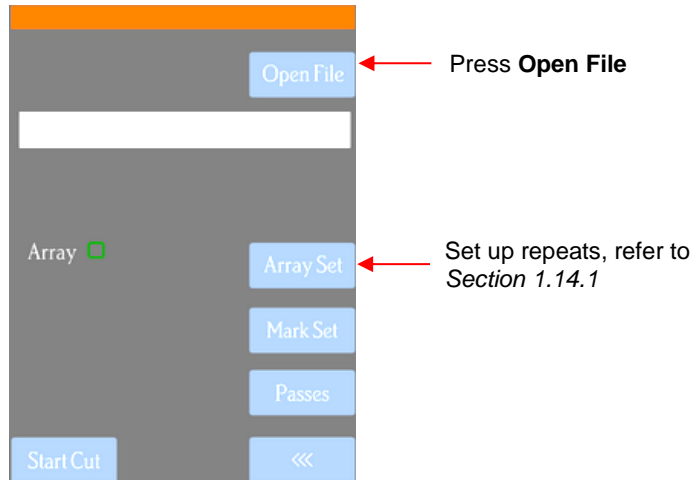 Open File
Press Open File
Array
Array Set
Set up repeats, refer to
Section 1.14.1
Mark Set
Passes
Start Cut
<<<